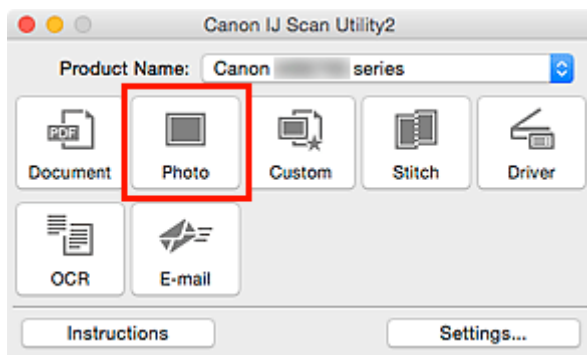 Canon IJ Scan Utility2
Product Name: Canon series
PDF
Document Photo Custom Stitch Driver
OCR E-mail
Instructions Settings...